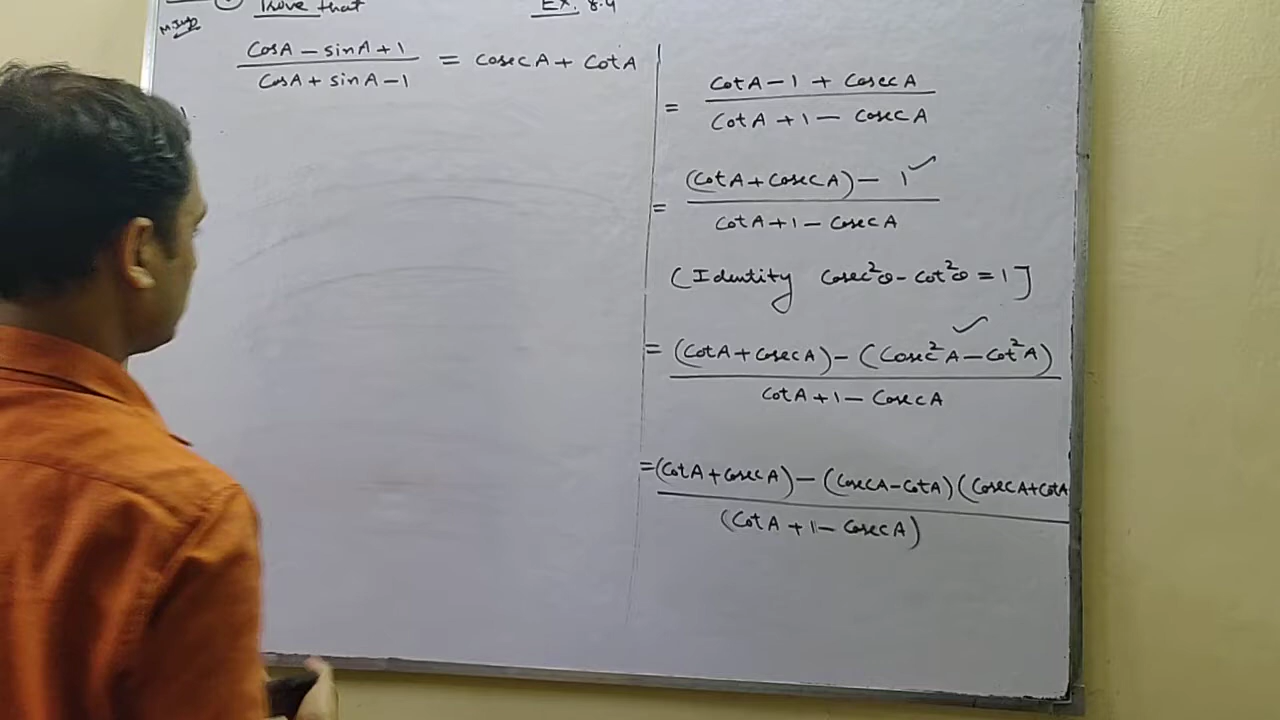 M.Imp ① Prove that Ex. 8.4
CosA - sinA + 1 / CosA + sinA - 1 = CosecA + CotA
= CotA - 1 + CosecA / CotA + 1 - CosecA
= (CotA + CosecA) - 1 ✓ / CotA + 1 - CosecA
(Identity Cosec²θ - Cot²θ = 1]
= (CotA + CosecA) - (Cosec²A - Cot²A) ✓ / CotA + 1 - CosecA
= (CotA + CosecA) - (CosecA - CotA) (CosecA + CotA / (CotA + 1 - CosecA)